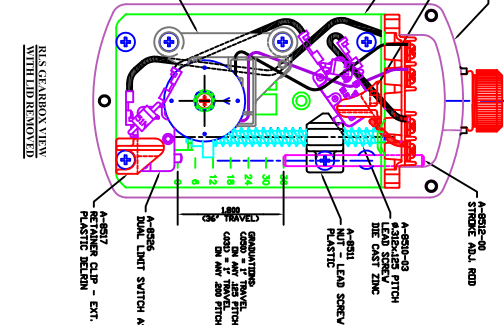 RLS GEARBOX VIEW
WITH LID REMOVED
0
6
12
18
24
30
36
1.800
(36" TRAVEL)
GRADUATIONS:
(.050) = 1" TRAVEL
ON ANY .125 PITCH
(.031) = 1" TRAVEL
ON ANY .200 PITCH
A-8512-00
STROKE ADJ. ROD
A-8510-03
Ø.312x.125 PITCH
LEAD SCREW
DIE CAST ZINC
A-8511
NUT - LEAD SCREW
PLASTIC
A-8526
DUAL LIMIT SWITCH
A-8517
RETAINER CLIP - EXT.
PLASTIC DELRIN